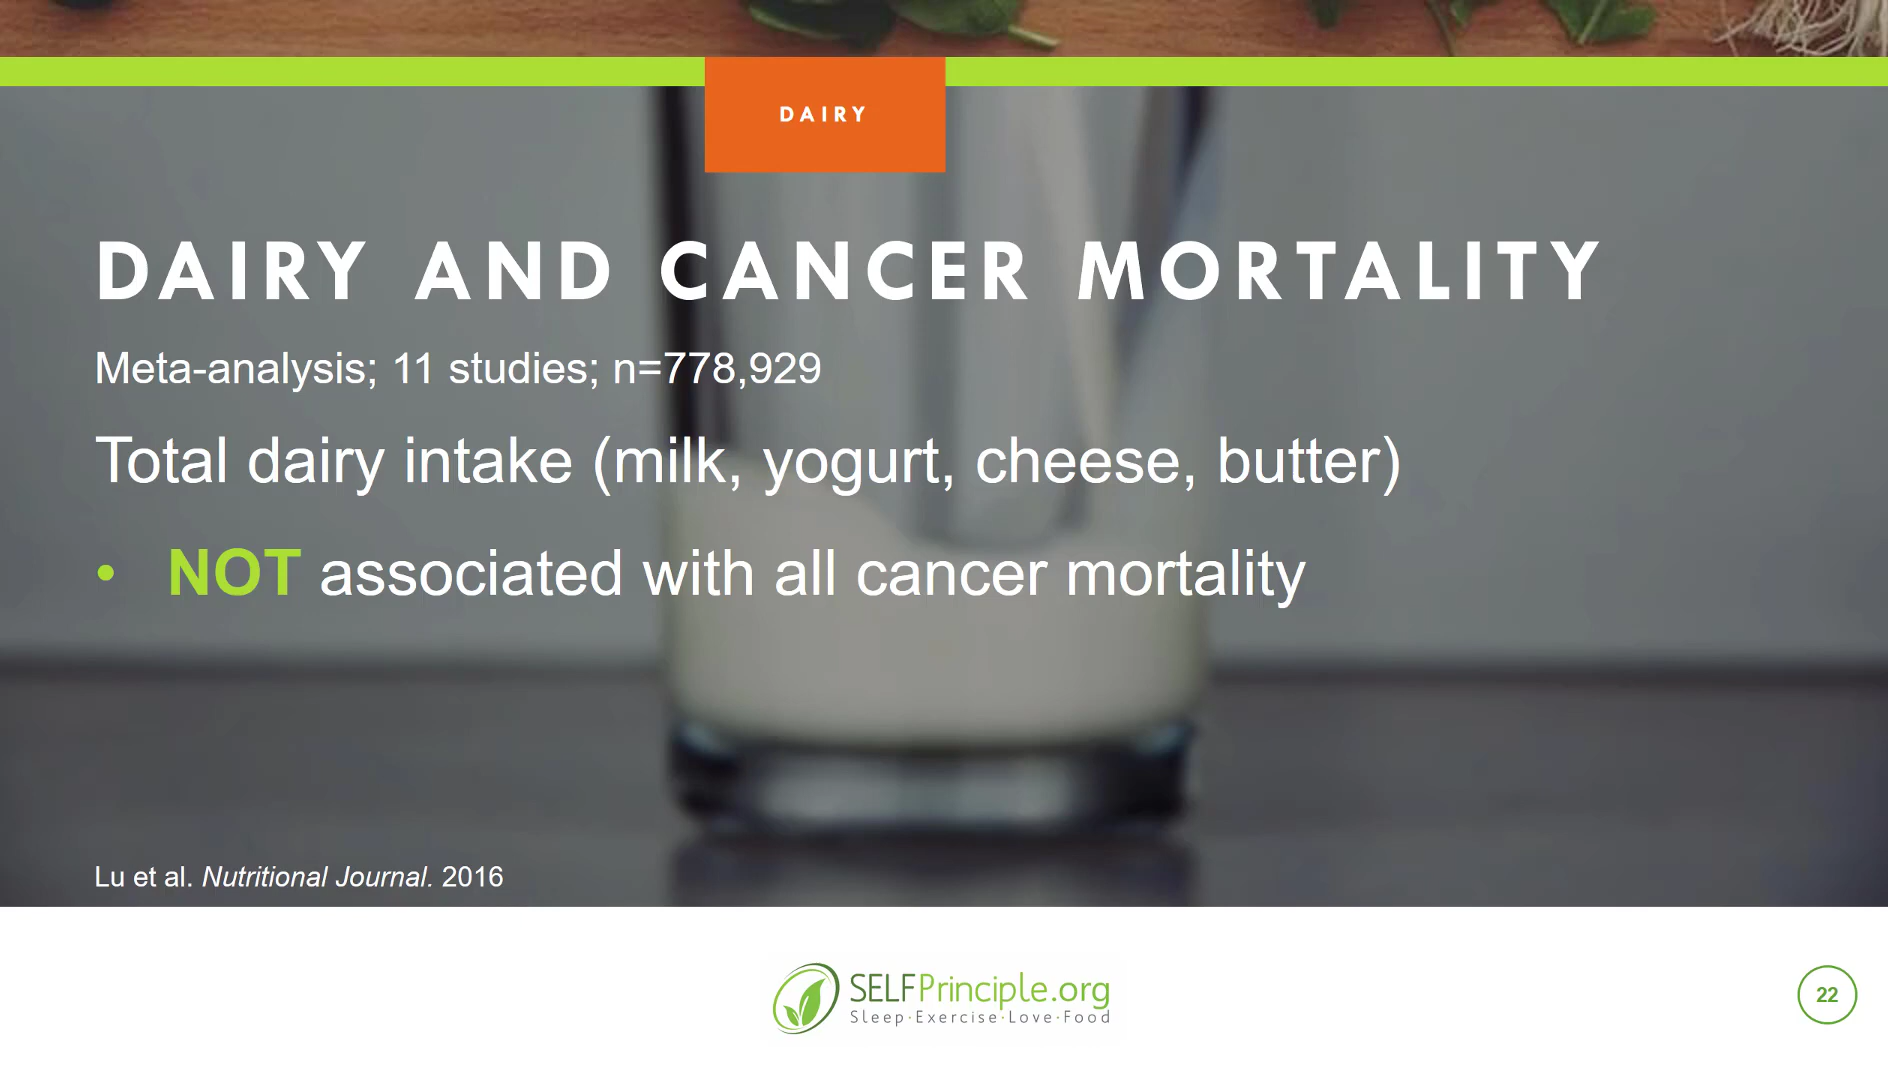 DAIRY
DAIRY AND CANCER MORTALITY
Meta-analysis; 11 studies; n=778,929
Total dairy intake (milk, yogurt, cheese, butter)
• NOT associated with all cancer mortality
Lu et al. Nutritional Journal. 2016
SELFPrinciple.org
Sleep·Exercise·Love·Food
22